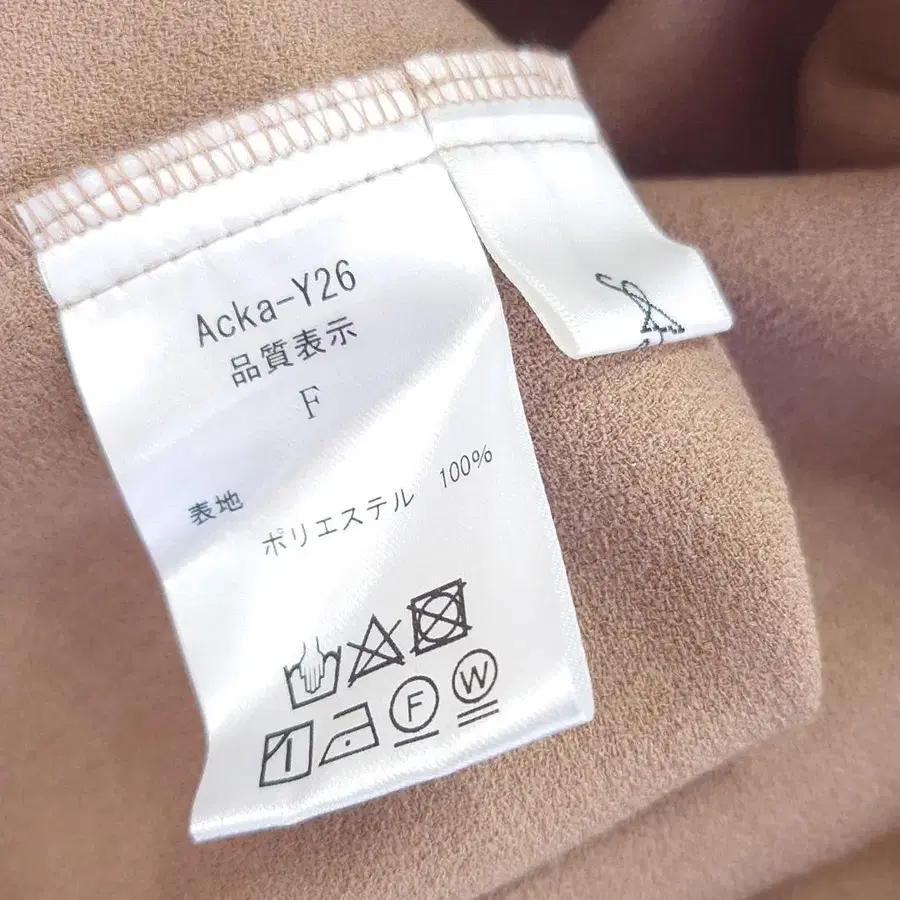 Acka-Y26
品質表示
F
表地
ポリエステル 100%
F W